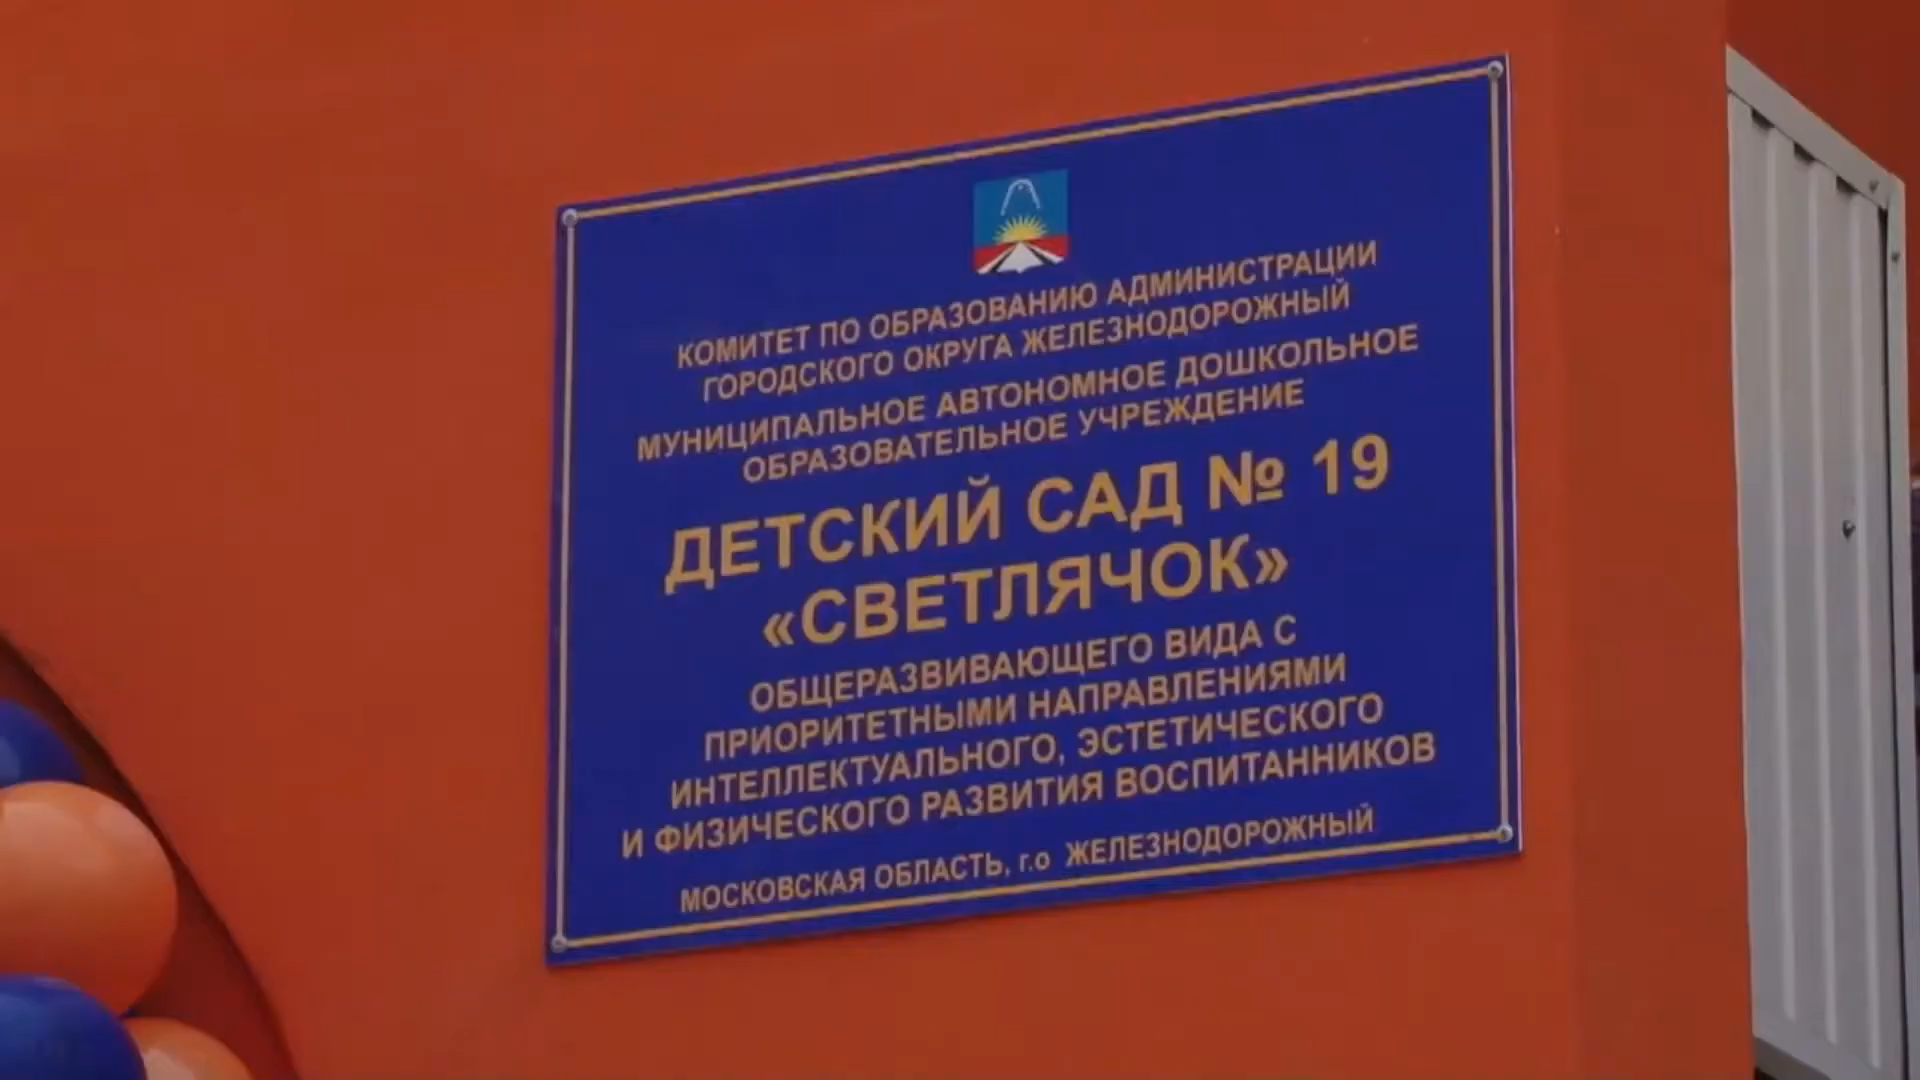 КОМИТЕТ ПО ОБРАЗОВАНИЮ АДМИНИСТРАЦИИ
ГОРОДСКОГО ОКРУГА ЖЕЛЕЗНОДОРОЖНЫЙ
МУНИЦИПАЛЬНОЕ АВТОНОМНОЕ ДОШКОЛЬНОЕ
ОБРАЗОВАТЕЛЬНОЕ УЧРЕЖДЕНИЕ
ДЕТСКИЙ САД № 19
«СВЕТЛЯЧОК»
ОБЩЕРАЗВИВАЮЩЕГО ВИДА С
ПРИОРИТЕТНЫМИ НАПРАВЛЕНИЯМИ
ИНТЕЛЛЕКТУАЛЬНОГО, ЭСТЕТИЧЕСКОГО
И ФИЗИЧЕСКОГО РАЗВИТИЯ ВОСПИТАННИКОВ
МОСКОВСКАЯ ОБЛАСТЬ, г.о ЖЕЛЕЗНОДОРОЖНЫЙ